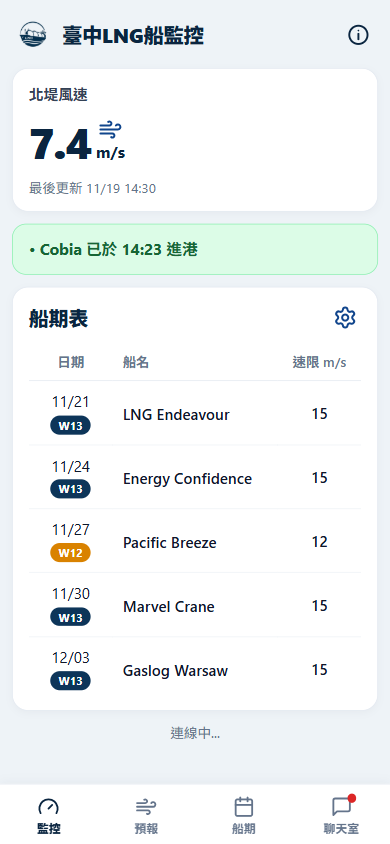 臺中LNG船監控
北堤風速
7.4 m/s
最後更新 11/19 14:30
• Cobia 已於 14:23 進港
船期表
日期 船名 速限 m/s
11/21
W13
LNG Endeavour 15
11/24
W13
Energy Confidence 15
11/27
W12
Pacific Breeze 12
11/30
W13
Marvel Crane 15
12/03
W13
Gaslog Warsaw 15
連線中...
監控 預報 船期 聊天室